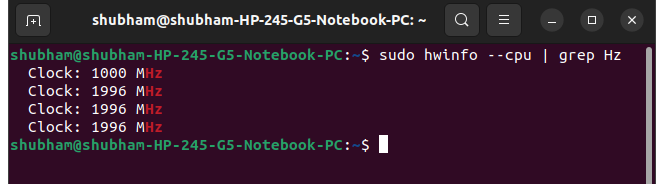 shubham@shubham-HP-245-G5-Notebook-PC: ~
shubham@shubham-HP-245-G5-Notebook-PC:~$ sudo hwinfo --cpu | grep Hz
  Clock: 1000 MHz
  Clock: 1996 MHz
  Clock: 1996 MHz
  Clock: 1996 MHz
shubham@shubham-HP-245-G5-Notebook-PC:~$